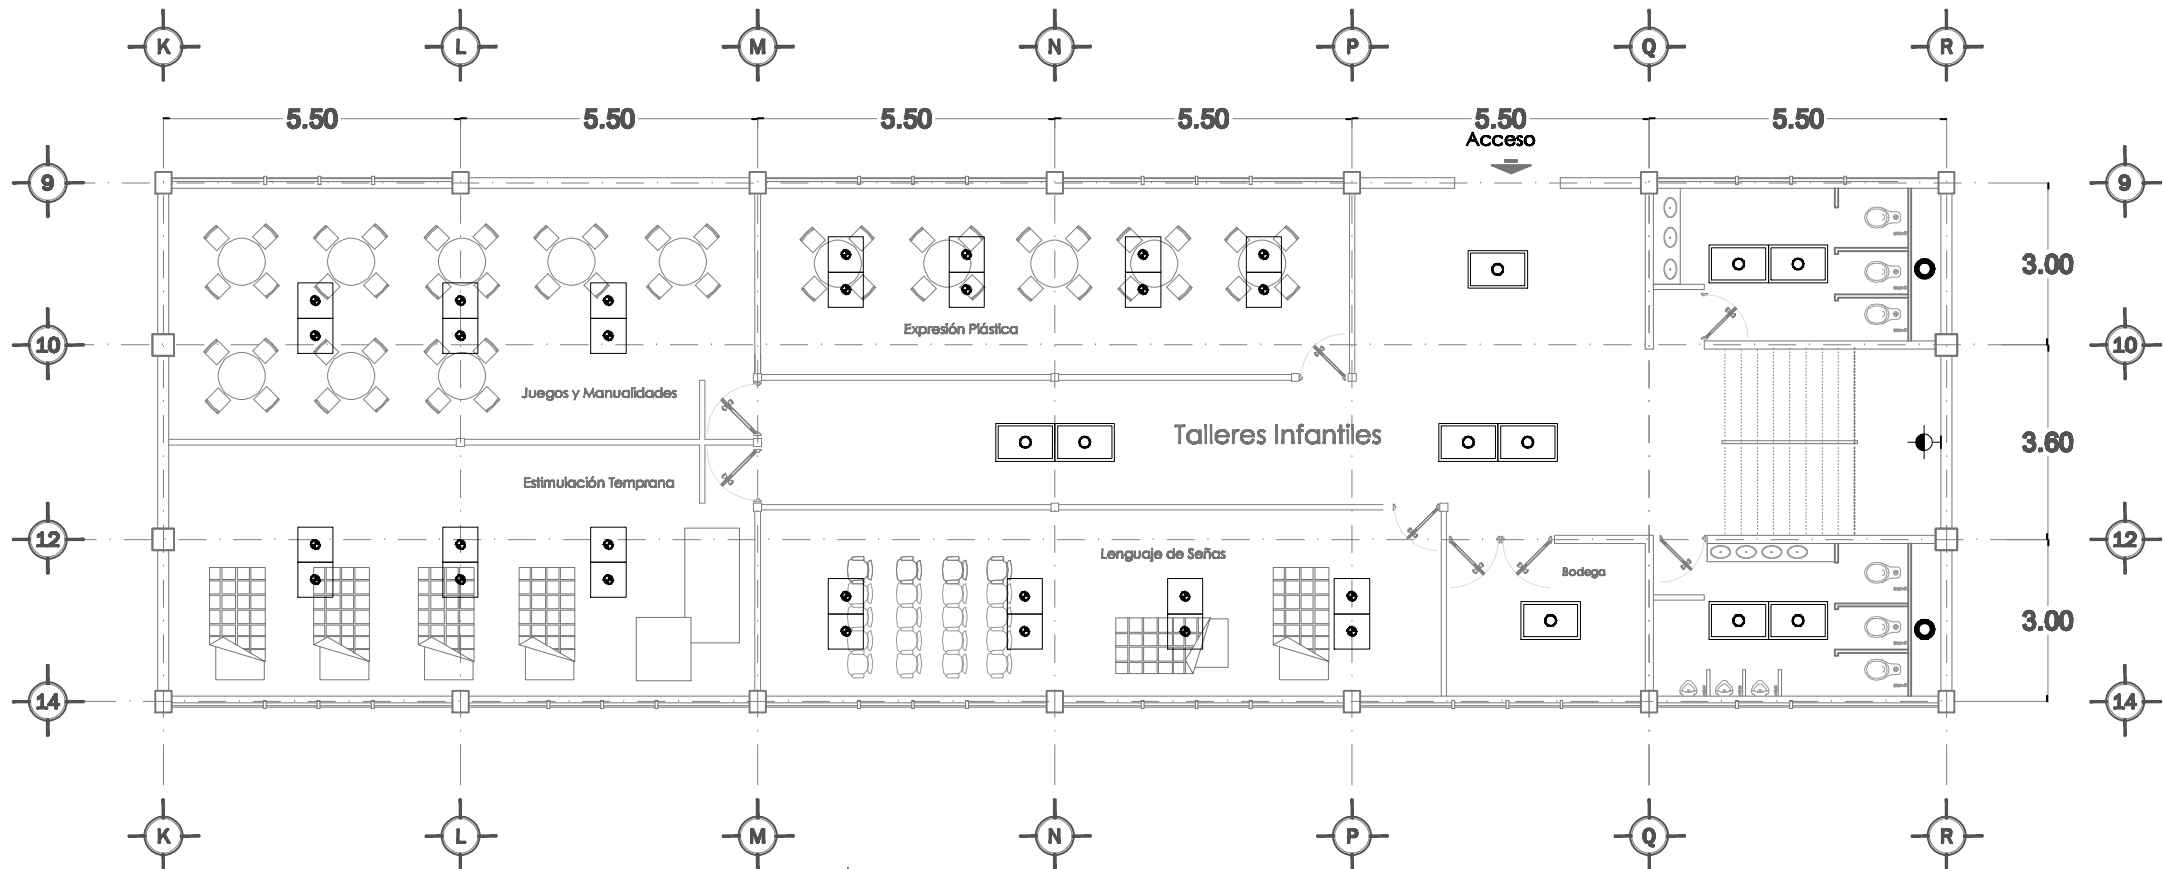 K L M N P Q R
5.50 5.50 5.50 5.50 5.50 5.50
Acceso
9 9
3.00
Expresión Plástica
10 10
Juegos y Manualidades
Talleres Infantiles
3.60
Estimulación Temprana
12 12
Lenguaje de Señas
Bodega
3.00
14 14
K L M N P Q R